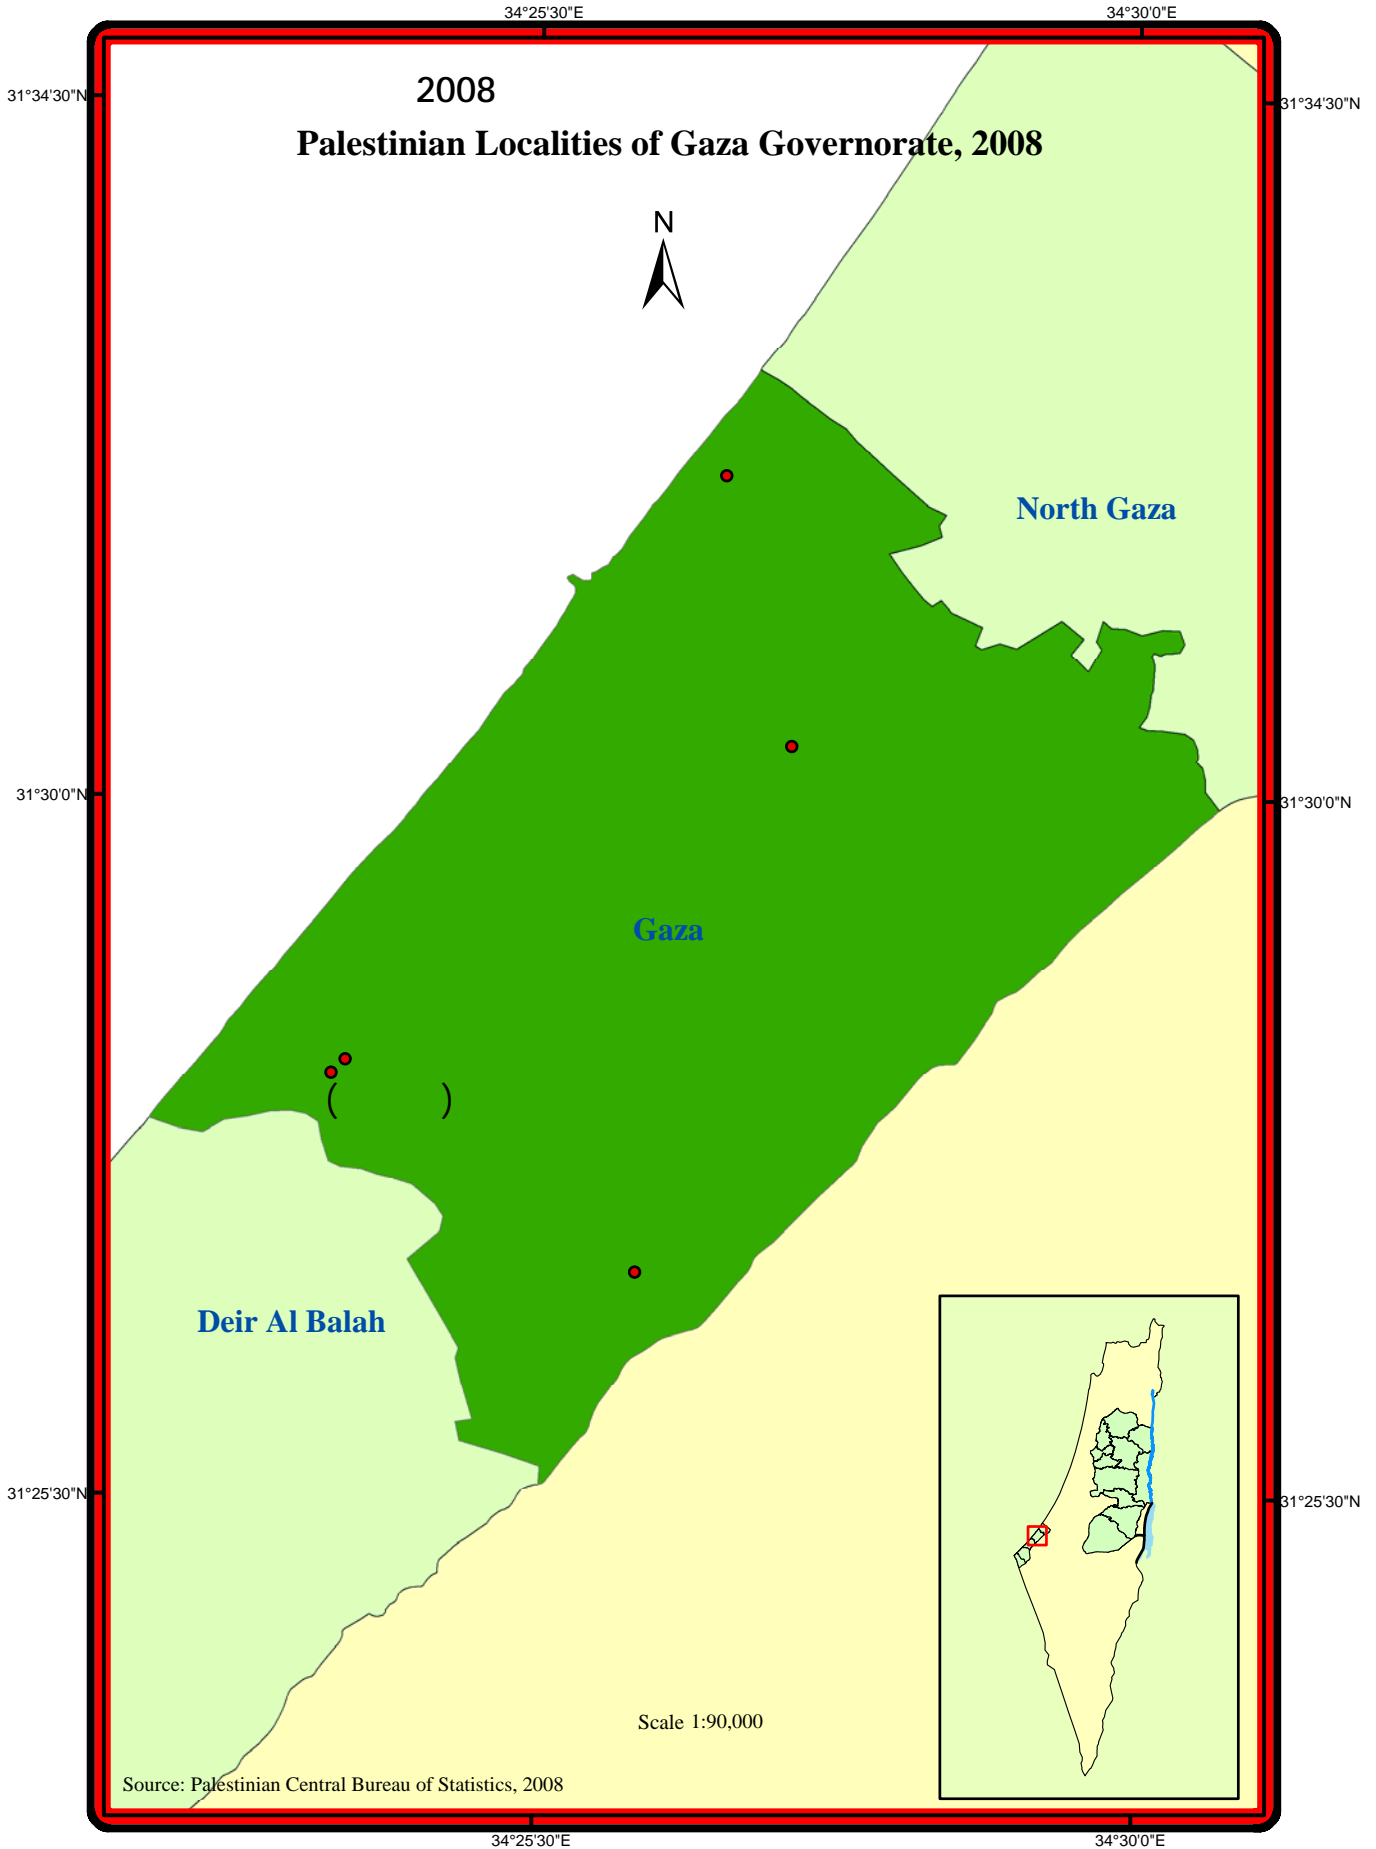 34°25'30"E 34°30'0"E
2008
31°34'30"N 31°34'30"N
Palestinian Localities of Gaza Governorate, 2008
N
North Gaza
31°30'0"N 31°30'0"N
Gaza
( )
Deir Al Balah
31°25'30"N 31°25'30"N
Scale 1:90,000
Source: Palestinian Central Bureau of Statistics, 2008
34°25'30"E 34°30'0"E